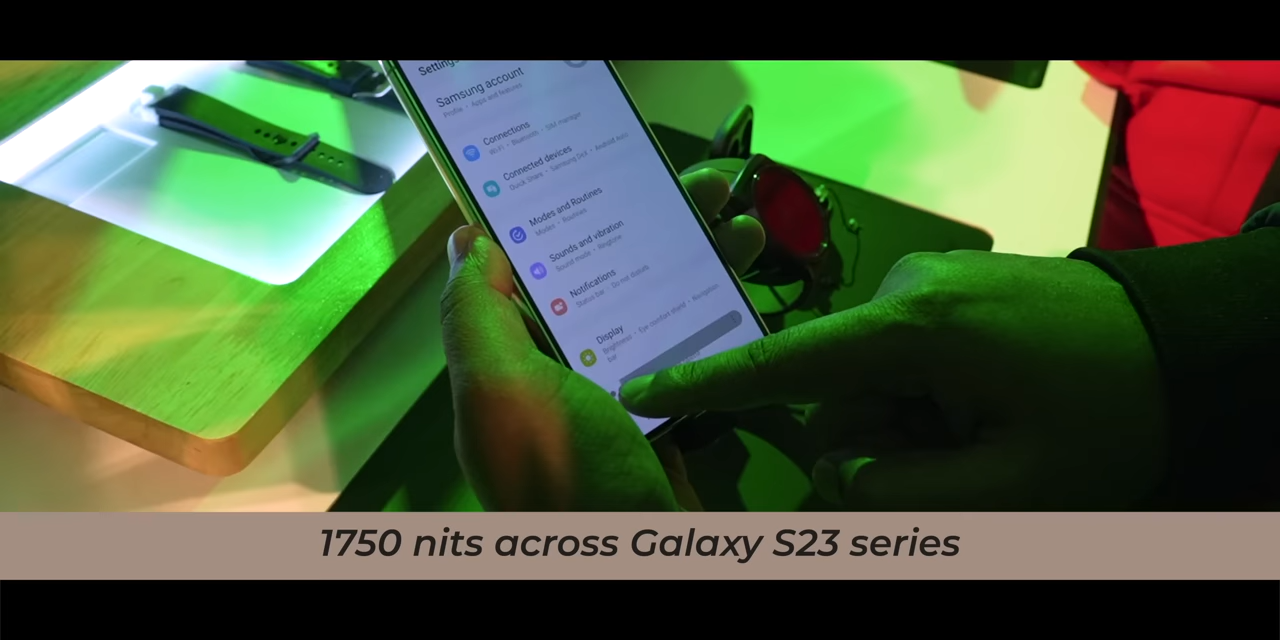 Settings
Samsung account
Profile • Apps and features
Connections
Wi-Fi • Bluetooth • SIM manager
Connected devices
Quick Share • Samsung DeX • Android Auto
Modes and Routines
Modes • Routines
Sounds and vibration
Sound mode • Ringtone
Notifications
Status bar • Do not disturb
Display
Brightness • Eye comfort shield • Navigation
bar
1750 nits across Galaxy S23 series